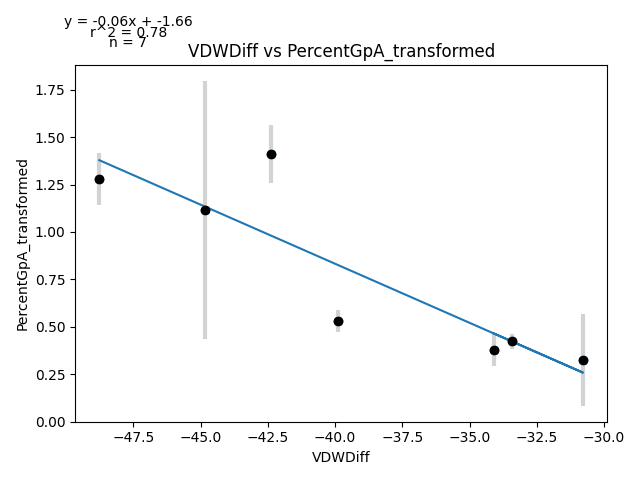 y = -0.06x + -1.66
r^2 = 0.78
n = 7
VDWDiff vs PercentGpA_transformed
1.75
1.50
1.25
1.00
0.75
0.50
0.25
0.00
PercentGpA_transformed
−47.5 −45.0 −42.5 −40.0 −37.5 −35.0 −32.5 −30.0
VDWDiff